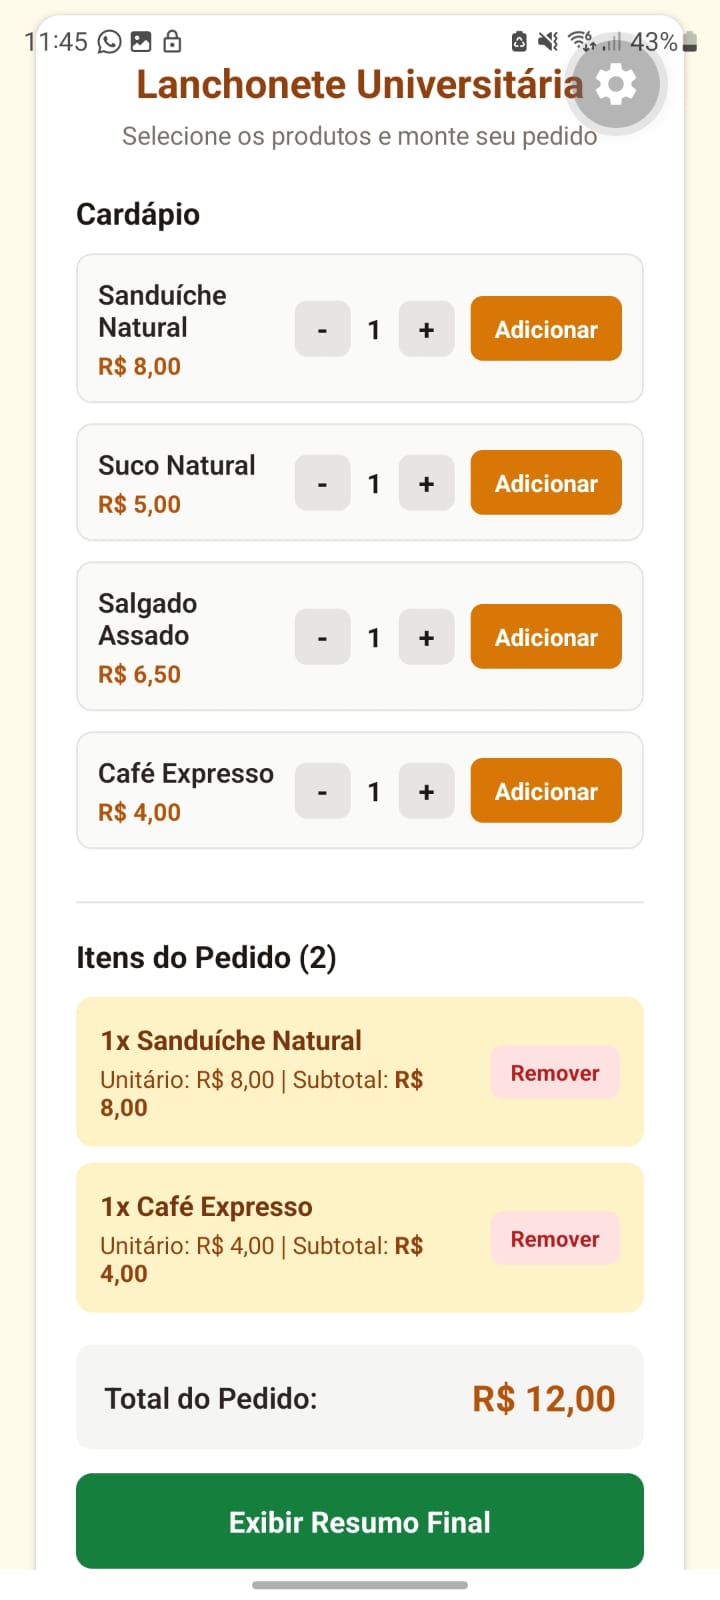 11:45 43%
Lanchonete Universitária
Selecione os produtos e monte seu pedido
Cardápio
Sanduíche
Natural
R$ 8,00
- 1 + Adicionar
Suco Natural
R$ 5,00
- 1 + Adicionar
Salgado
Assado
R$ 6,50
- 1 + Adicionar
Café Expresso
R$ 4,00
- 1 + Adicionar
Itens do Pedido (2)
1x Sanduíche Natural
Unitário: R$ 8,00 | Subtotal: R$
8,00
Remover
1x Café Expresso
Unitário: R$ 4,00 | Subtotal: R$
4,00
Remover
Total do Pedido: R$ 12,00
Exibir Resumo Final